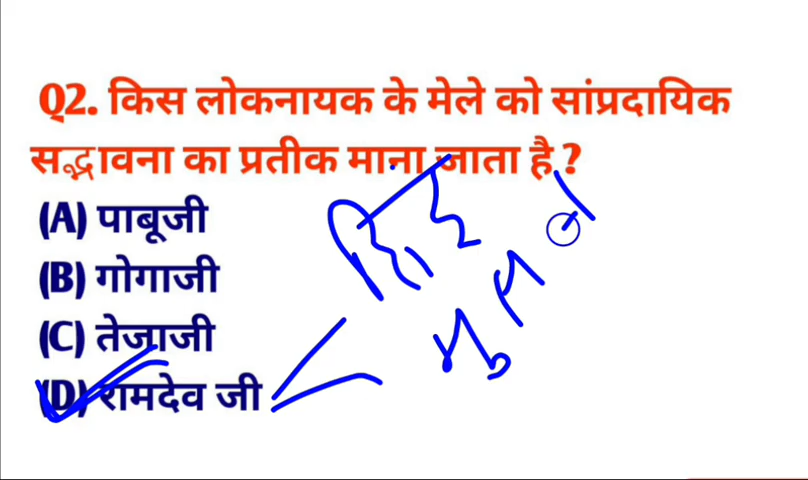 Q2. किस लोकनायक के मेले को सांप्रदायिक
सद्भावना का प्रतीक माना जाता है ?
(A) पाबूजी
(B) गोगाजी
(C) तेजाजी
(D) रामदेव जी